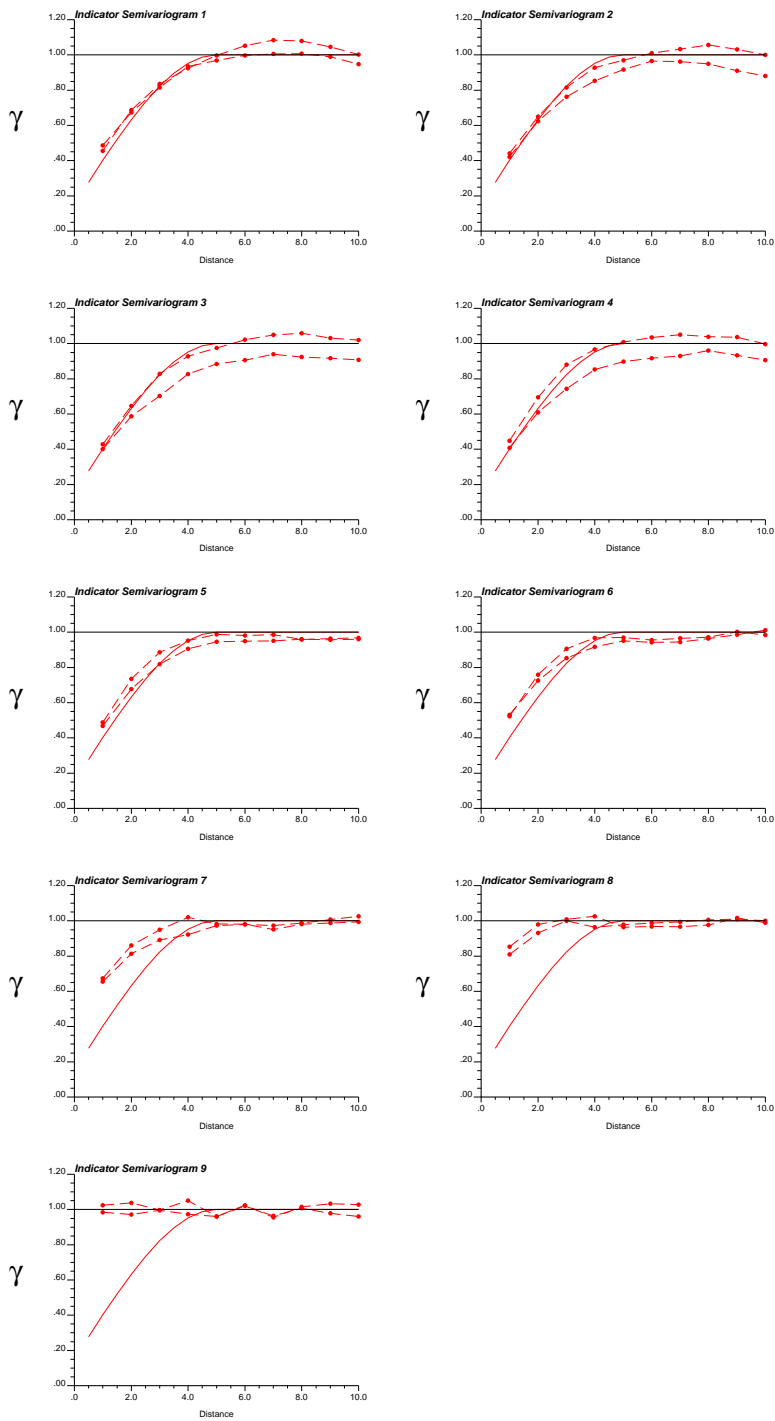 Indicator Semivariogram 1
γ
1.20
1.00
.80
.60
.40
.20
.00
.0 2.0 4.0 6.0 8.0 10.0
Distance
Indicator Semivariogram 2
γ
1.20
1.00
.80
.60
.40
.20
.00
.0 2.0 4.0 6.0 8.0 10.0
Distance
Indicator Semivariogram 3
γ
1.20
1.00
.80
.60
.40
.20
.00
.0 2.0 4.0 6.0 8.0 10.0
Distance
Indicator Semivariogram 4
γ
1.20
1.00
.80
.60
.40
.20
.00
.0 2.0 4.0 6.0 8.0 10.0
Distance
Indicator Semivariogram 5
γ
1.20
1.00
.80
.60
.40
.20
.00
.0 2.0 4.0 6.0 8.0 10.0
Distance
Indicator Semivariogram 6
γ
1.20
1.00
.80
.60
.40
.20
.00
.0 2.0 4.0 6.0 8.0 10.0
Distance
Indicator Semivariogram 7
γ
1.20
1.00
.80
.60
.40
.20
.00
.0 2.0 4.0 6.0 8.0 10.0
Distance
Indicator Semivariogram 8
γ
1.20
1.00
.80
.60
.40
.20
.00
.0 2.0 4.0 6.0 8.0 10.0
Distance
Indicator Semivariogram 9
γ
1.20
1.00
.80
.60
.40
.20
.00
.0 2.0 4.0 6.0 8.0 10.0
Distance